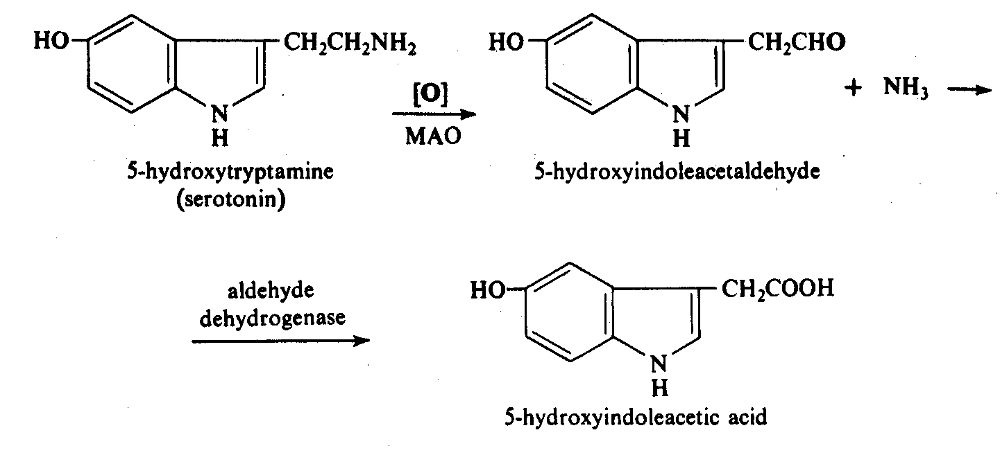 HO CH₂CH₂NH₂ HO CH₂CHO
[O] + NH₃
MAO
N N
H H
5-hydroxytryptamine 5-hydroxyindoleacetaldehyde
(serotonin)
aldehyde HO CH₂COOH
dehydrogenase
N
H
5-hydroxyindoleacetic acid